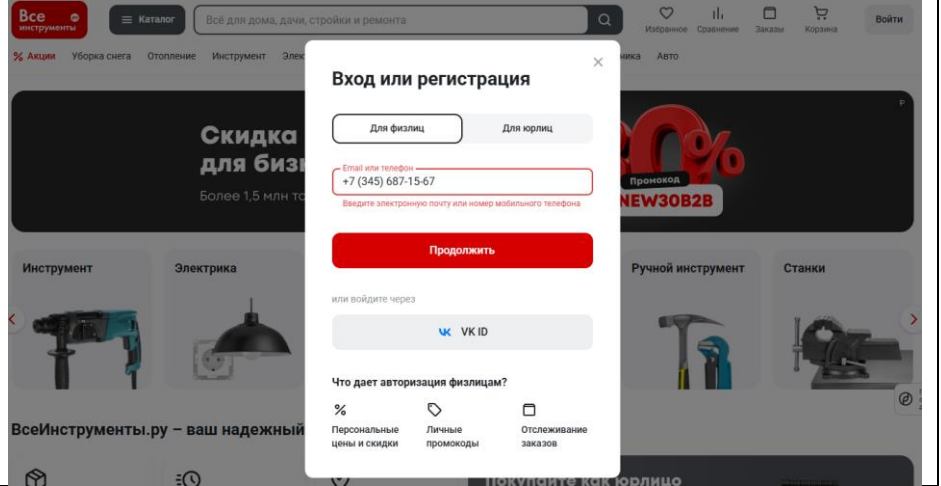 Все
инструменты
Каталог
Всё для дома, дачи, стройки и ремонта
Избранное
Сравнение
Заказы
Корзина
Войти
% Акции
Уборка снега
Отопление
Инструмент
Авто
Вход или регистрация
Для физлиц
Для юрлиц
Email или телефон
+7 (345) 687-15-67
Введите электронную почту или номер мобильного телефона
Продолжить
или войдите через
VK ID
Что дает авторизация физлицам?
%
Персональные
цены и скидки
Личные
промокоды
Отслеживание
заказов
Скидка
для биз
Более 1,5 млн
0%
Промокод
NEW30B2B
Инструмент
Электрика
Ручной инструмент
Станки
ВсеИнструменты.ру – ваш надежный
Покупайте как юрлицо